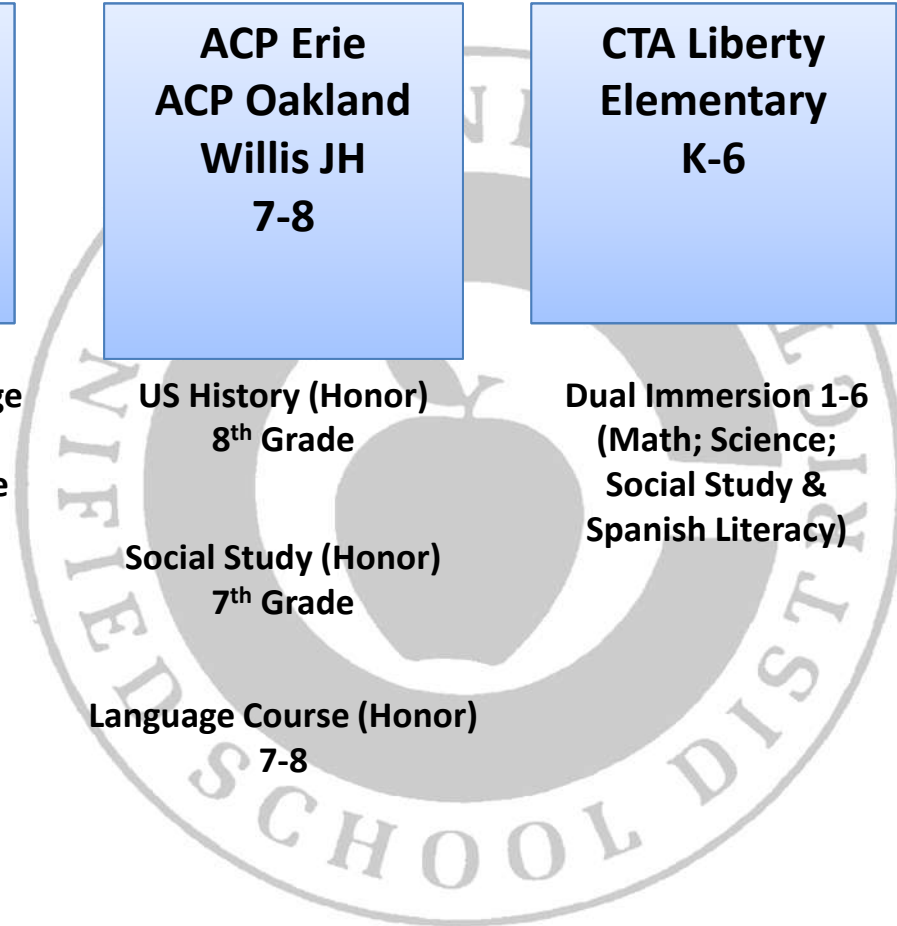 ACP Erie
ACP Oakland
Willis JH
7-8
CTA Liberty
Elementary
K-6
US History (Honor)
8th Grade
Social Study (Honor)
7th Grade
Language Course (Honor)
7-8
Dual Immersion 1-6
(Math; Science;
Social Study &
Spanish Literacy)
NIFIED SCHOOL DISTRI